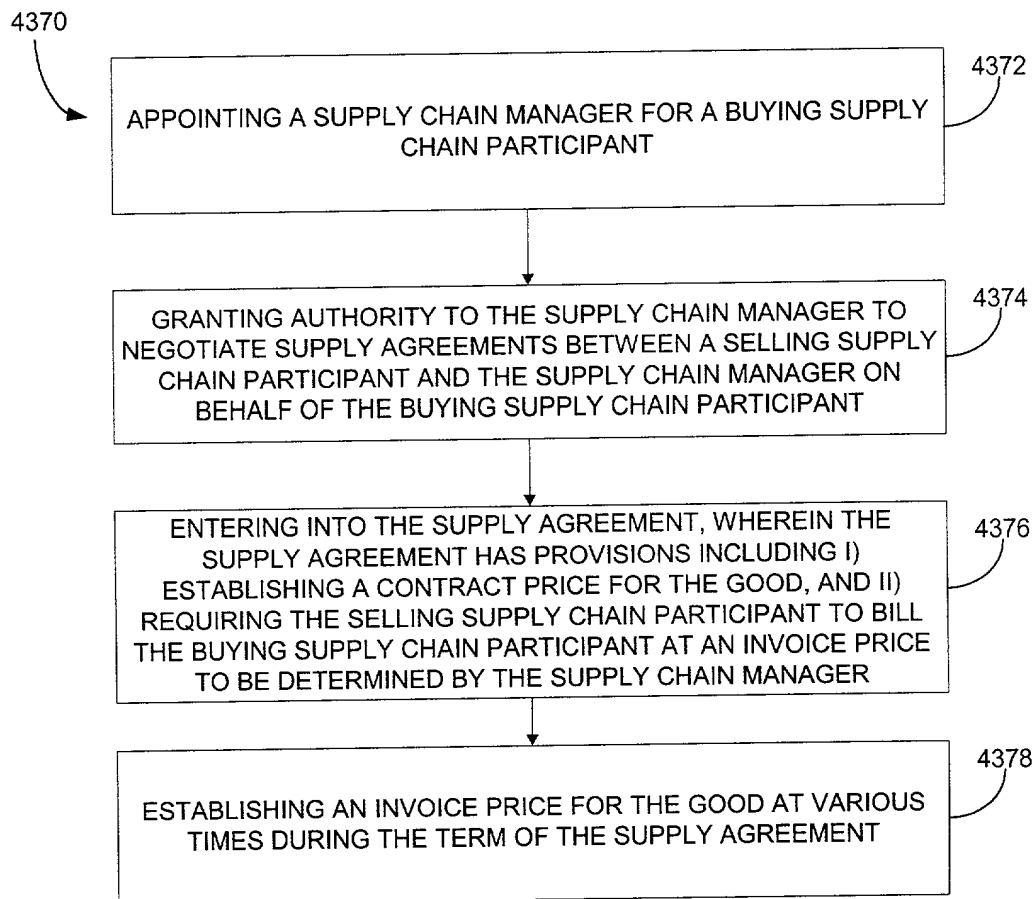 4370
4372
APPOINTING A SUPPLY CHAIN MANAGER FOR A BUYING SUPPLY
CHAIN PARTICIPANT
4374
GRANTING AUTHORITY TO THE SUPPLY CHAIN MANAGER TO
NEGOTIATE SUPPLY AGREEMENTS BETWEEN A SELLING SUPPLY
CHAIN PARTICIPANT AND THE SUPPLY CHAIN MANAGER ON
BEHALF OF THE BUYING SUPPLY CHAIN PARTICIPANT
4376
ENTERING INTO THE SUPPLY AGREEMENT, WHEREIN THE
SUPPLY AGREEMENT HAS PROVISIONS INCLUDING I)
ESTABLISHING A CONTRACT PRICE FOR THE GOOD, AND II)
REQUIRING THE SELLING SUPPLY CHAIN PARTICIPANT TO BILL
THE BUYING SUPPLY CHAIN PARTICIPANT AT AN INVOICE PRICE
TO BE DETERMINED BY THE SUPPLY CHAIN MANAGER
4378
ESTABLISHING AN INVOICE PRICE FOR THE GOOD AT VARIOUS
TIMES DURING THE TERM OF THE SUPPLY AGREEMENT